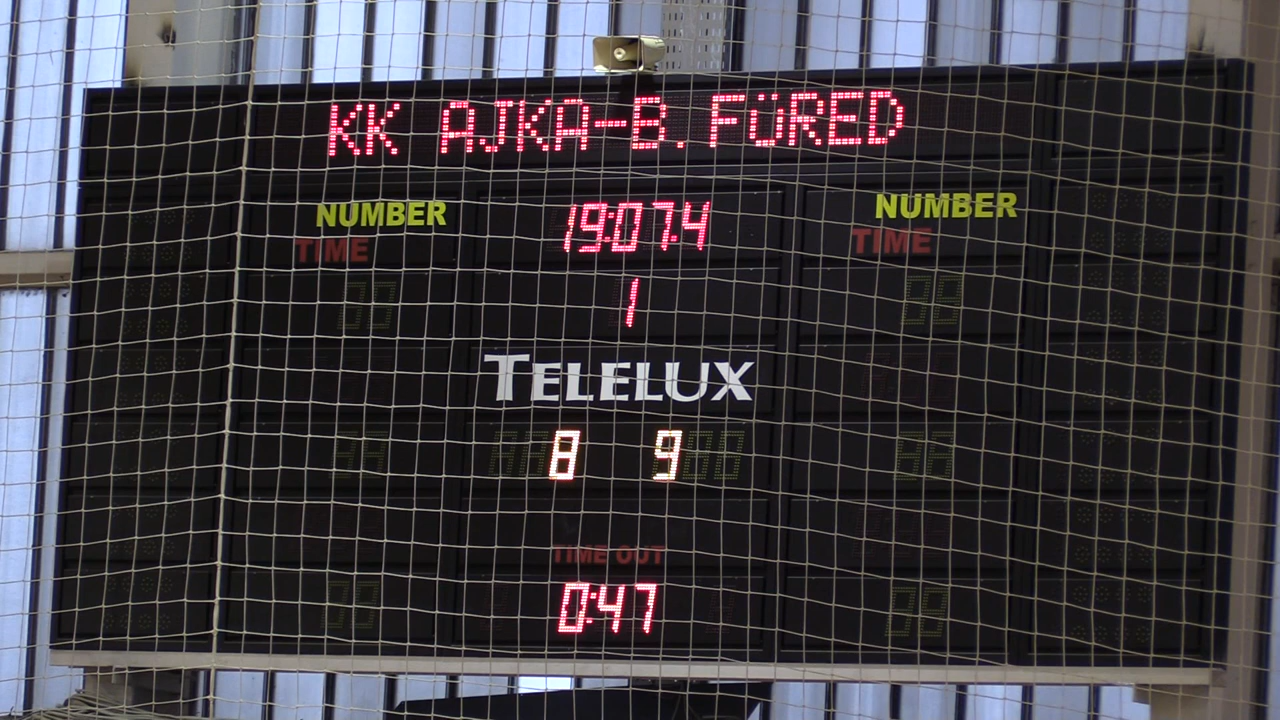 KK AJKA-B.FÜRED
NUMBER 19:07.4 NUMBER
TIME TIME
1
TELELUX
8 9
TIME OUT
0:47